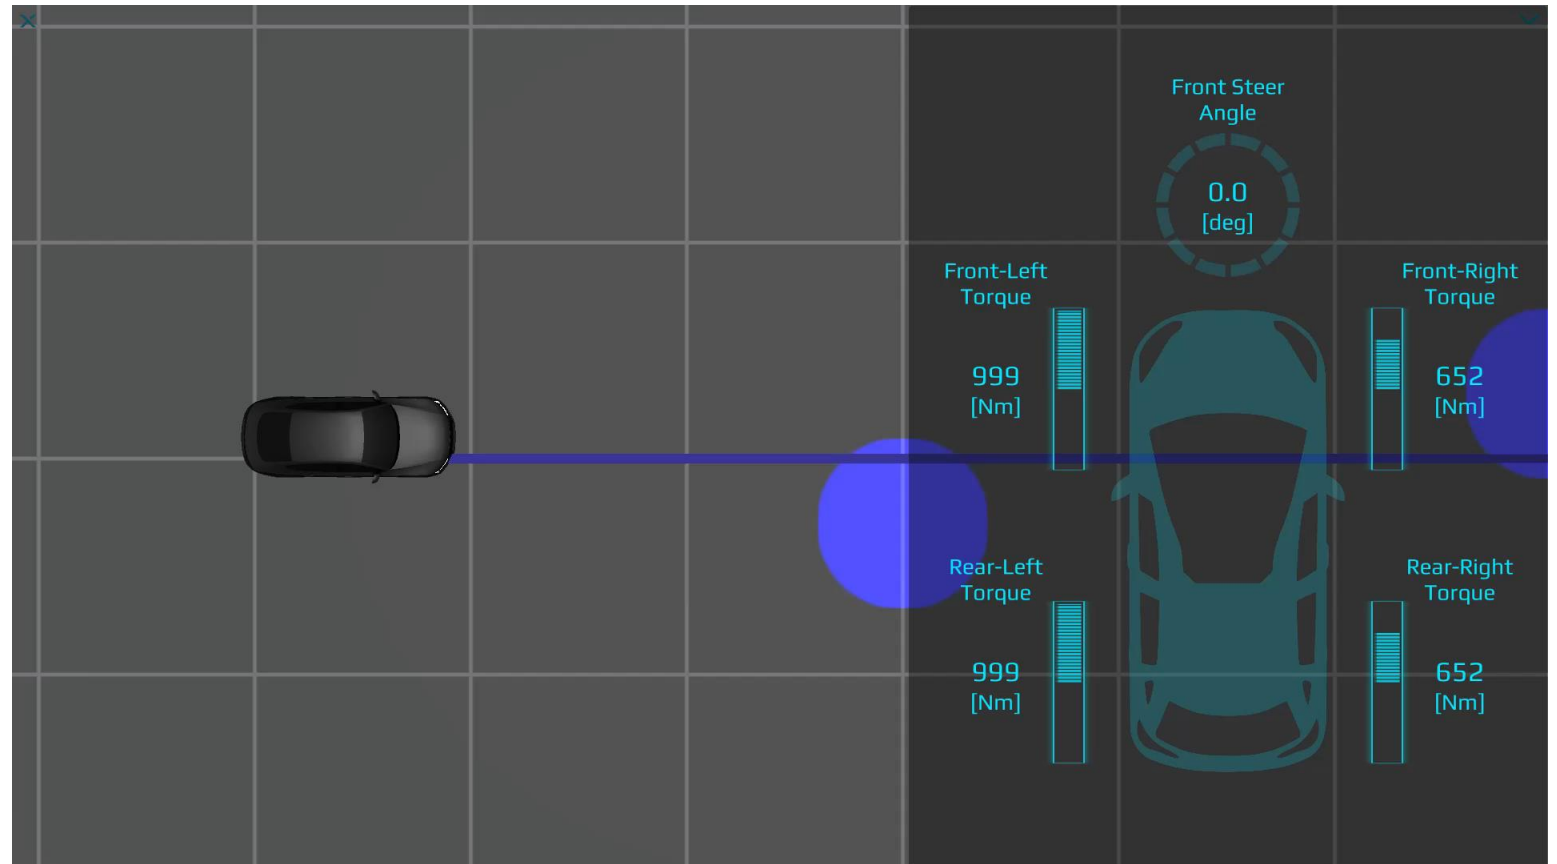 Front Steer
Angle
0.0
[deg]
Front-Left
Torque
999
[Nm]
Front-Right
Torque
652
[Nm]
Rear-Left
Torque
999
[Nm]
Rear-Right
Torque
652
[Nm]